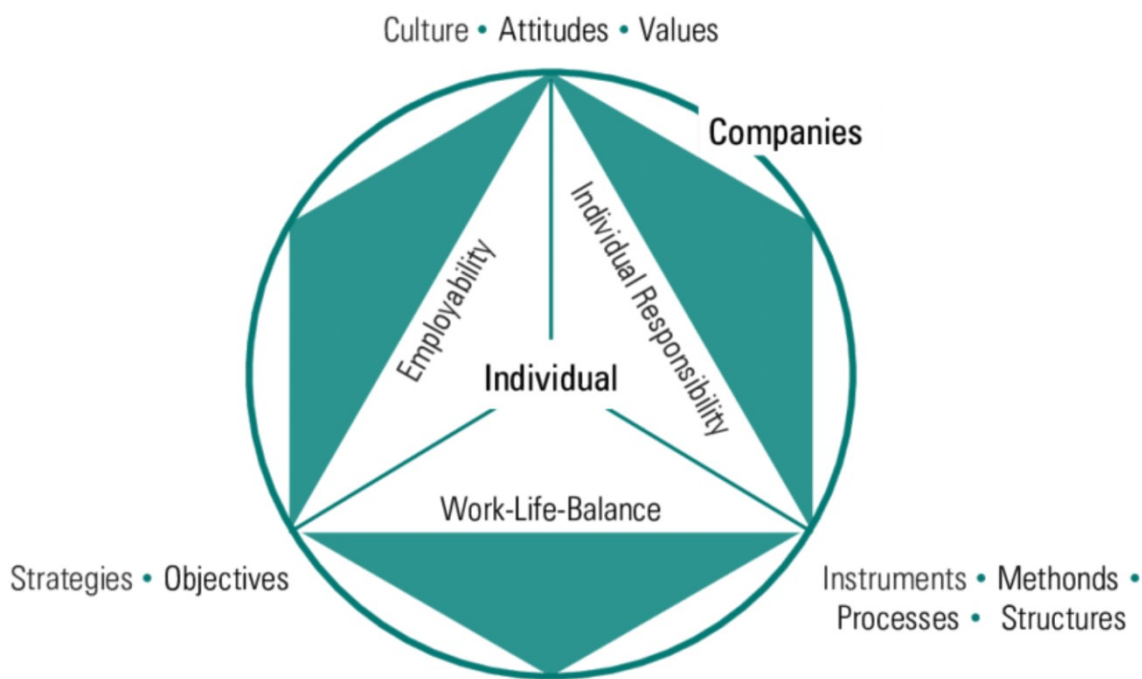 Culture • Attitudes • Values
Companies
Employability
Individual Responsibility
Individual
Work-Life-Balance
Strategies • Objectives
Instruments • Methonds •
Processes • Structures